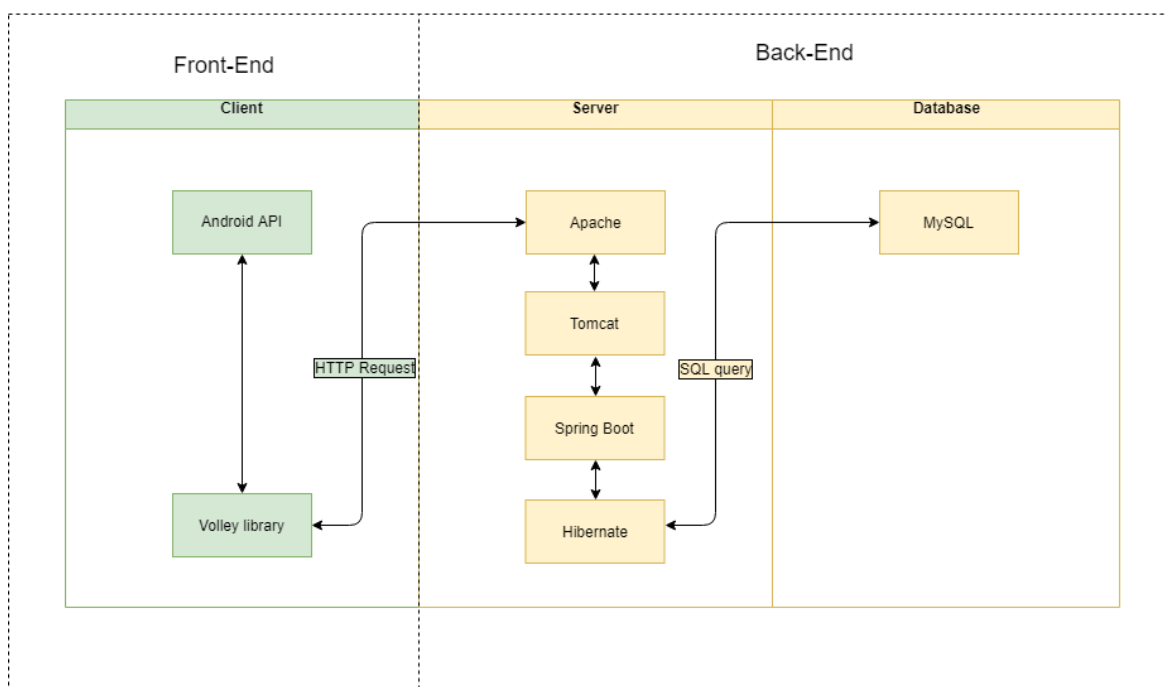 Front-End
Back-End
Client
Server
Database
Android API
Apache
MySQL
Tomcat
HTTP Request
SQL query
Spring Boot
Volley library
Hibernate